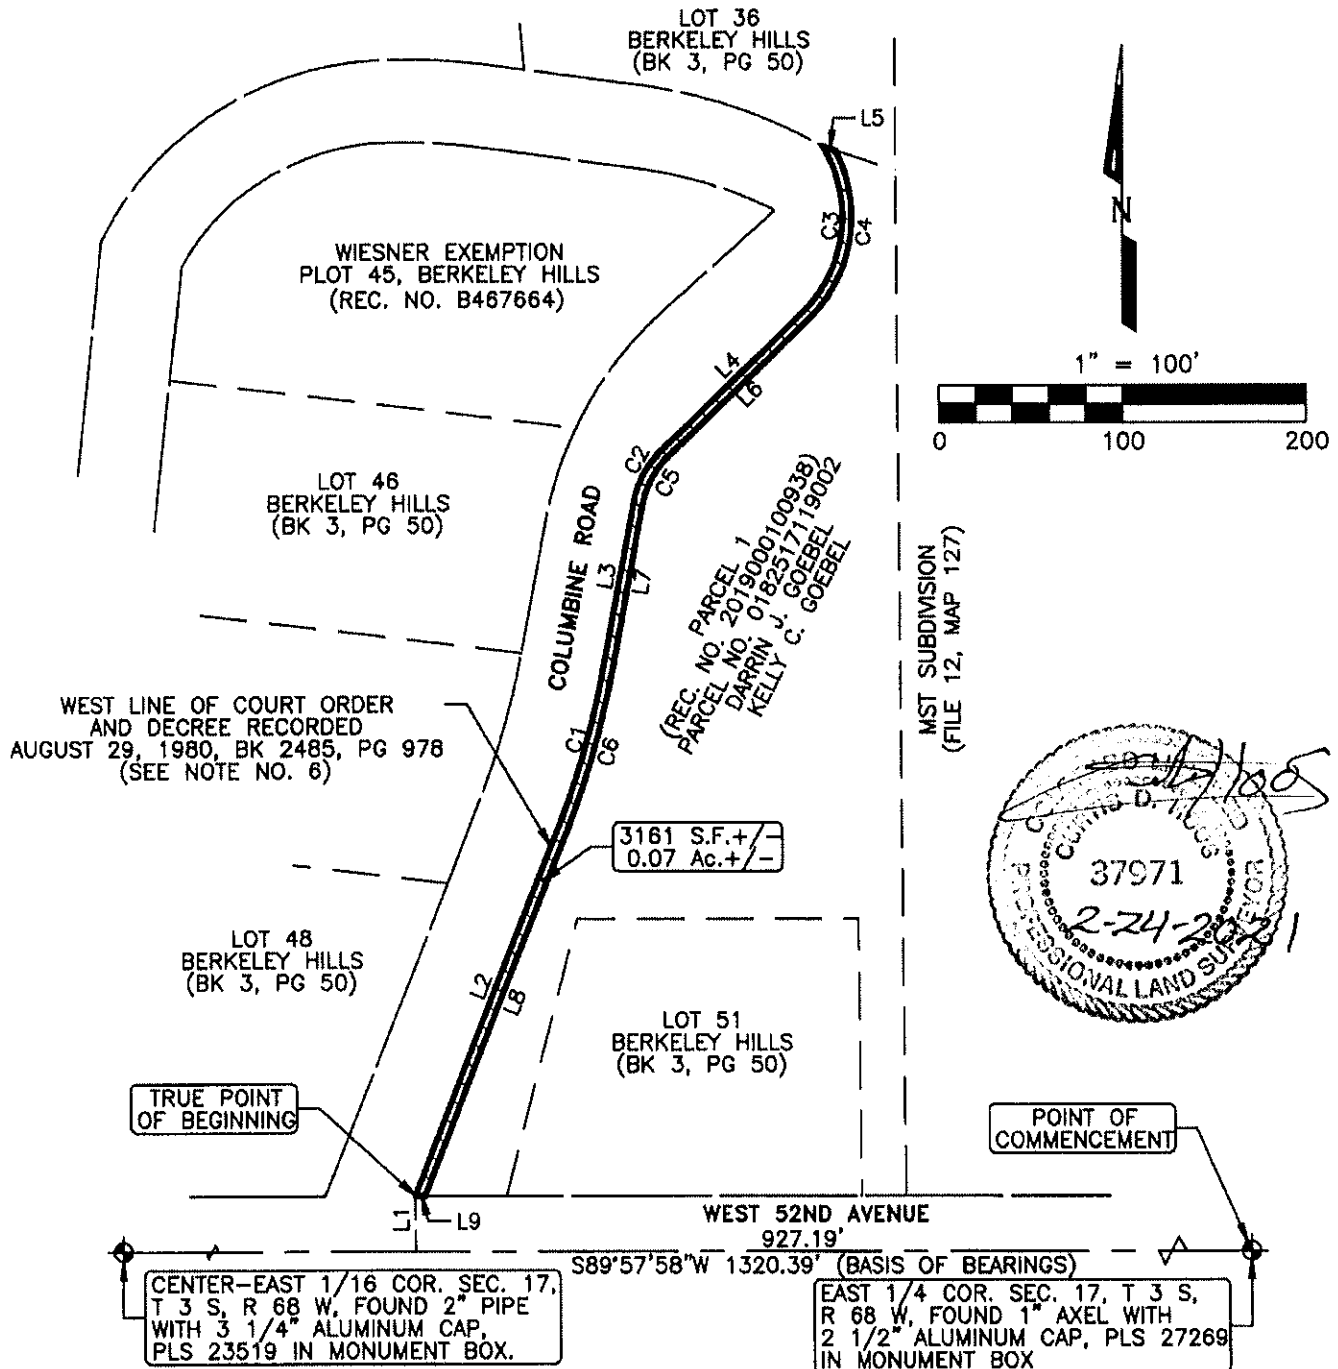 LOT 36
BERKELEY HILLS
(BK 3, PG 50)
L5
N
1" = 100'
0 100 200
WIESNER EXEMPTION
PLOT 45, BERKELEY HILLS
(REC. NO. B467664)
C3
C4
L4
L6
C2
C5
LOT 46
BERKELEY HILLS
(BK 3, PG 50)
COLUMBINE ROAD
L3
L7
PARCEL 1
(REC. NO. 2019000100938)
PARCEL NO. 0182517119002
DARRIN J. GOEBEL
KELLY C. GOEBEL
MST SUBDIVISION
(FILE 12, MAP 127)
WEST LINE OF COURT ORDER
AND DECREE RECORDED
AUGUST 29, 1980, BK 2485, PG 978
(SEE NOTE NO. 6)
C1
C6
3161 S.F.+/-
0.07 Ac.+/-
CURTIS D. HOOS
37971
2-24-2021
PROFESSIONAL LAND SURVEYOR
LOT 48
BERKELEY HILLS
(BK 3, PG 50)
L2
L8
LOT 51
BERKELEY HILLS
(BK 3, PG 50)
TRUE POINT
OF BEGINNING
POINT OF
COMMENCEMENT
L1
L9
WEST 52ND AVENUE
927.19'
S89°57'58"W 1320.39' (BASIS OF BEARINGS)
CENTER-EAST 1/16 COR. SEC. 17,
T 3 S, R 68 W, FOUND 2" PIPE
WITH 3 1/4" ALUMINUM CAP,
PLS 23519 IN MONUMENT BOX.
EAST 1/4 COR. SEC. 17, T 3 S,
R 68 W, FOUND 1" AXEL WITH
2 1/2" ALUMINUM CAP, PLS 27269
IN MONUMENT BOX